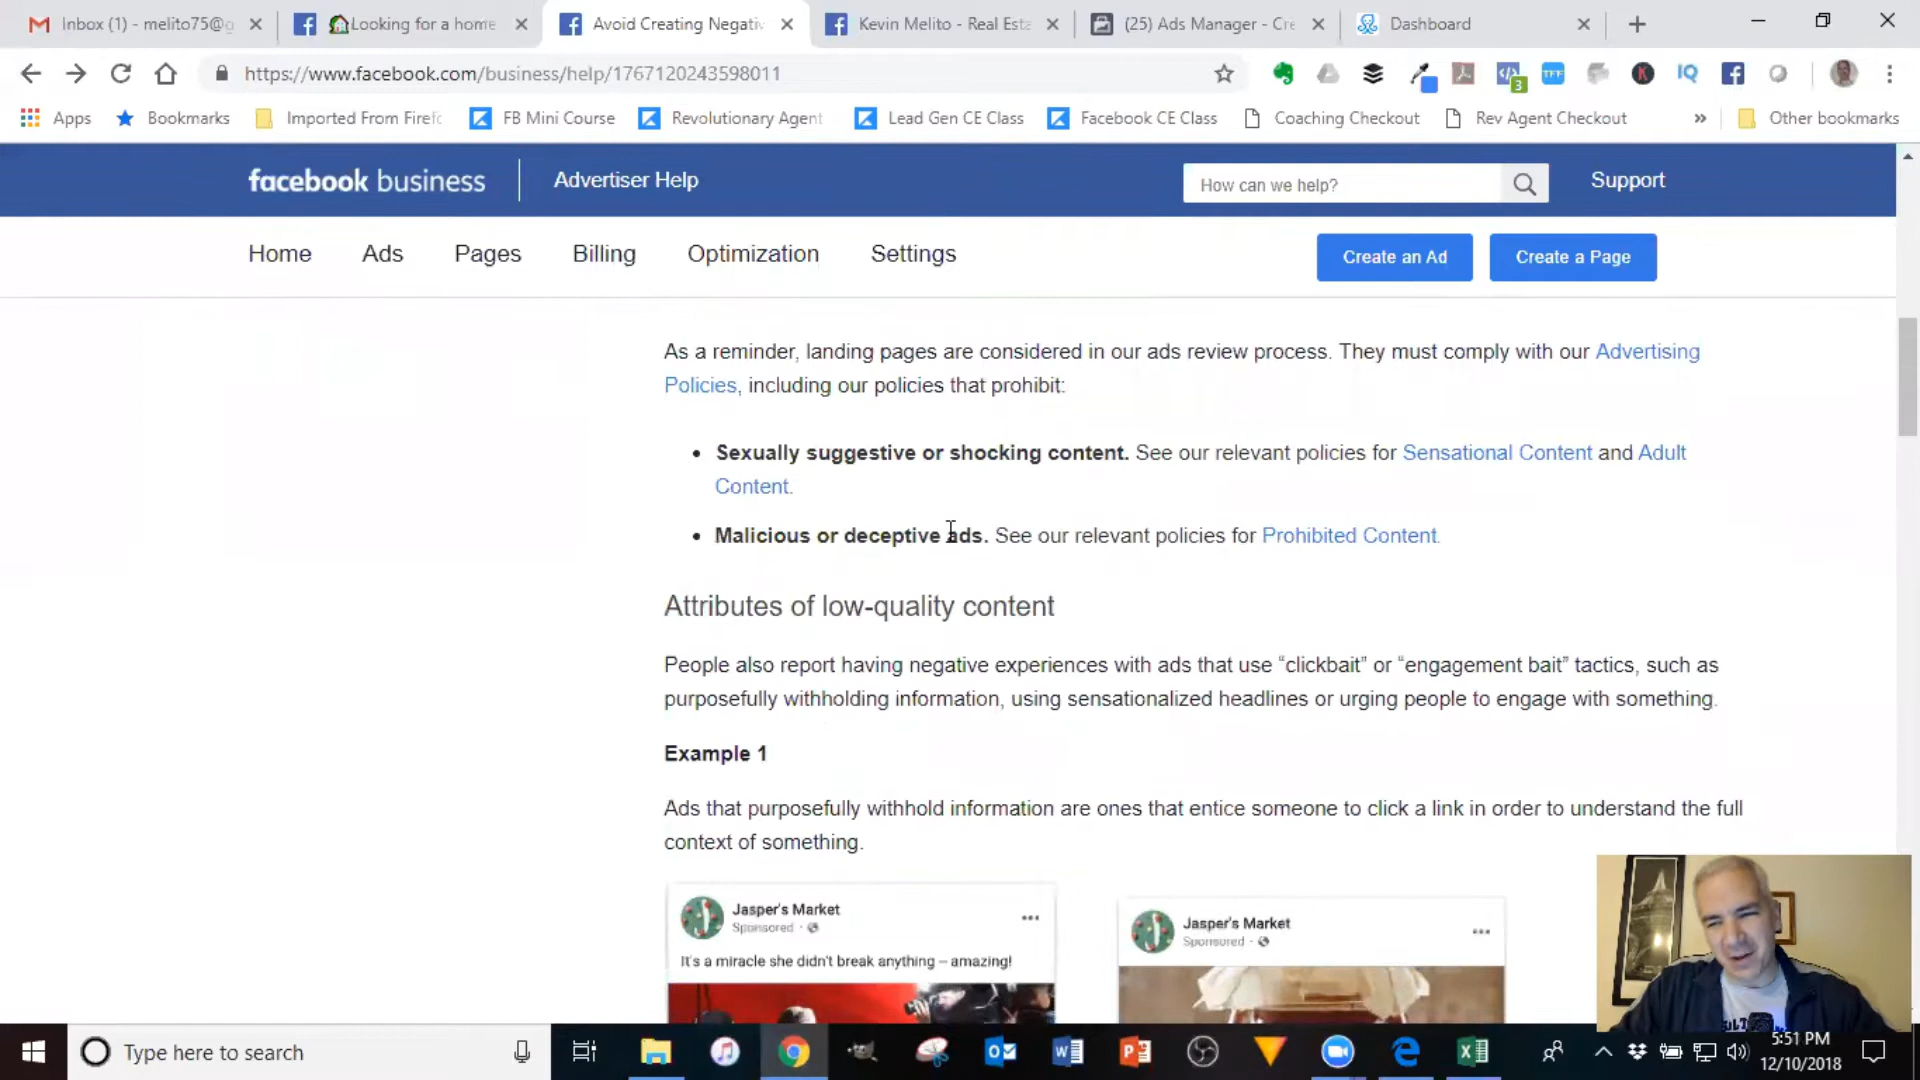 Inbox (1) - melito75@g
Looking for a home
Avoid Creating Negativ
Kevin Melito - Real Esta
(25) Ads Manager - Cre
Dashboard
https://www.facebook.com/business/help/1767120243598011
Apps
Bookmarks
Imported From Firefo
FB Mini Course
Revolutionary Agent
Lead Gen CE Class
Facebook CE Class
Coaching Checkout
Rev Agent Checkout
Other bookmarks
facebook business
Advertiser Help
How can we help?
Support
Home
Ads
Pages
Billing
Optimization
Settings
Create an Ad
Create a Page
As a reminder, landing pages are considered in our ads review process. They must comply with our Advertising
Policies, including our policies that prohibit:
• Sexually suggestive or shocking content. See our relevant policies for Sensational Content and Adult
Content.
• Malicious or deceptive ads. See our relevant policies for Prohibited Content.
Attributes of low-quality content
People also report having negative experiences with ads that use “clickbait” or “engagement bait” tactics, such as
purposefully withholding information, using sensationalized headlines or urging people to engage with something.
Example 1
Ads that purposefully withhold information are ones that entice someone to click a link in order to understand the full
context of something.
Jasper's Market
Sponsored
It's a miracle she didn't break anything – amazing!
Jasper's Market
Sponsored
Type here to search
5:51 PM
12/10/2018